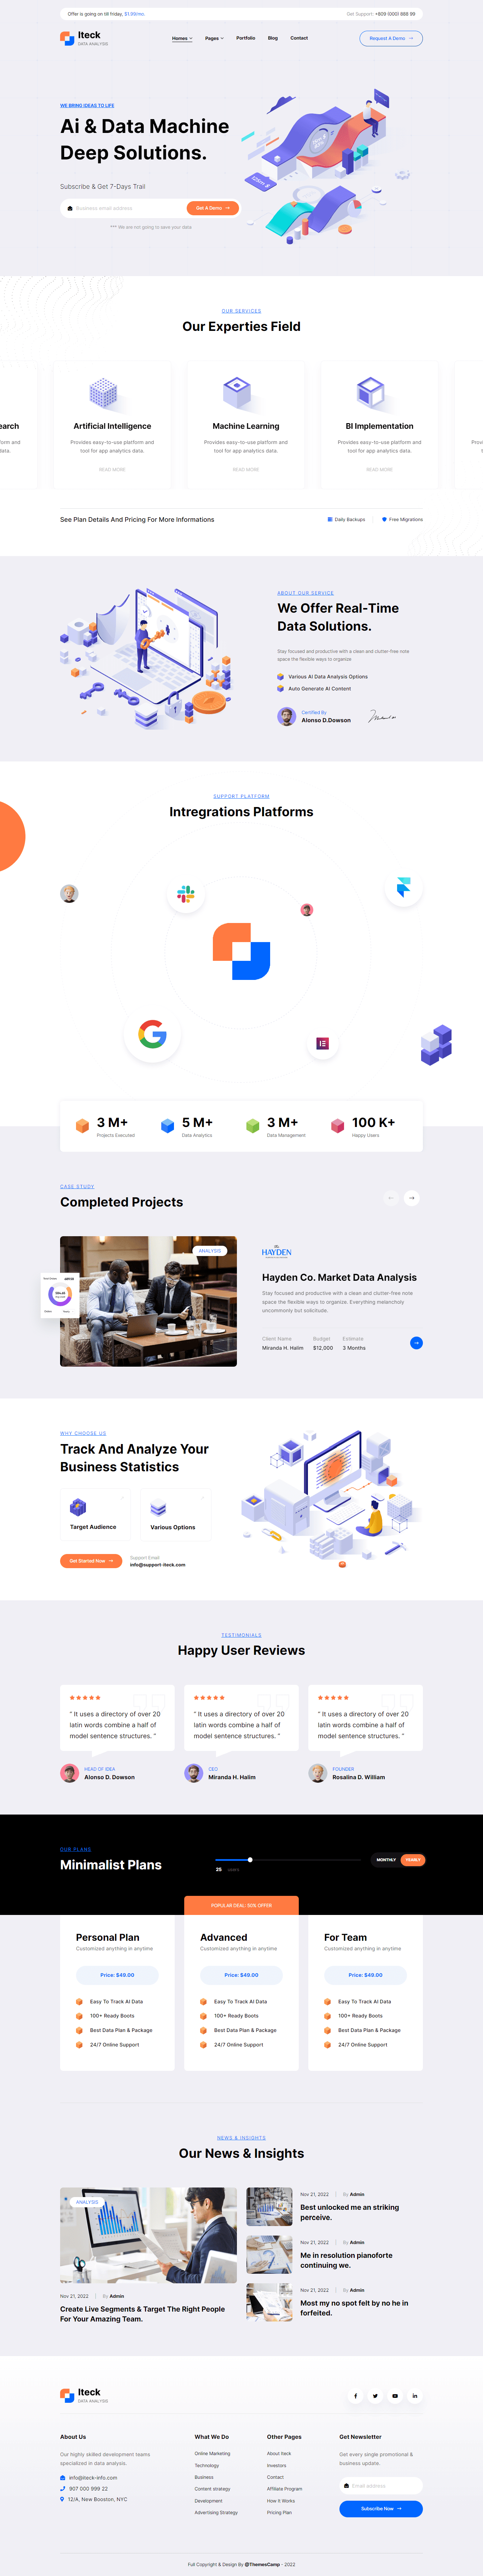 Offer is going on till friday, $1.99/mo.
Get Support: +809 (000) 888 99
Iteck
DATA ANALYSIS
Homes
Pages
Portfolio
Blog
Contact
Request A Demo
WE BRING IDEAS TO LIFE
Ai & Data Machine
Deep Solutions.
Subscribe & Get 7-Days Trail
Business email address
Get A Demo
*** We are not going to save your data
OUR SERVICES
Our Experties Field
Artificial Intelligence
Provides easy-to-use platform and
tool for app analytics data.
READ MORE
Machine Learning
Provides easy-to-use platform and
tool for app analytics data.
READ MORE
BI Implementation
Provides easy-to-use platform and
tool for app analytics data.
READ MORE
See Plan Details And Pricing For More Informations
Daily Backups
Free Migrations
ABOUT OUR SERVICE
We Offer Real-Time
Data Solutions.
Stay focused and productive with a clean and clutter-free note
space the flexible ways to organize
Various AI Data Analysis Options
Auto Generate AI Content
Certified By
Alonso D.Dowson
SUPPORT PLATFORM
Intregrations Platforms
3 M+
Projects Executed
5 M+
Data Analytics
3 M+
Data Management
100 K+
Happy Users
CASE STUDY
Completed Projects
ANALYSIS
HAYDEN
Hayden Co. Market Data Analysis
Stay focused and productive with a clean and clutter-free note
space the flexible ways to organize. Everything melancholy
uncommonly but solicitude.
Client Name
Miranda H. Halim
Budget
$12,000
Estimate
3 Months
WHY CHOOSE US
Track And Analyze Your
Business Statistics
Target Audience
Various Options
Get Started Now
Support Email
info@support-iteck.com
TESTIMONIALS
Happy User Reviews
" It uses a directory of over 20
latin words combine a half of
model sentence structures. "
HEAD OF IDEA
Alonso D. Dowson
" It uses a directory of over 20
latin words combine a half of
model sentence structures. "
CEO
Miranda H. Halim
" It uses a directory of over 20
latin words combine a half of
model sentence structures. "
FOUNDER
Rosalina D. William
OUR PLANS
Minimalist Plans
25 users
MONTHLY
YEARLY
POPULAR DEAL: 80% OFFER
Personal Plan
Customized anything in anytime
Price: $49.00
Easy To Track AI Data
100+ Ready Boots
Best Data Plan & Package
24/7 Online Support
Advanced
Customized anything in anytime
Price: $49.00
Easy To Track AI Data
100+ Ready Boots
Best Data Plan & Package
24/7 Online Support
For Team
Customized anything in anytime
Price: $49.00
Easy To Track AI Data
100+ Ready Boots
Best Data Plan & Package
24/7 Online Support
NEWS & INSIGHTS
Our News & Insights
ANALYSIS
Nov 21, 2022
By Admin
Create Live Segments & Target The Right People
For Your Amazing Team.
Nov 21, 2022
By Admin
Best unlocked me an striking
perceive.
Nov 21, 2022
By Admin
Me in resolution pianoforte
continuing we.
Nov 21, 2022
By Admin
Most my no spot felt by no he in
forfeited.
Iteck
DATA ANALYSIS
About Us
Our highly skilled development teams
specialized in data analysis.
info@iteck-info.com
907 000 999 22
12/A, New Booston, NYC
What We Do
Online Marketing
Technology
Business
Content strategy
Development
Advertising Strategy
Other Pages
About Iteck
Investors
Contact
Affiliate Program
How It Works
Pricing Plan
Get Newsletter
Get every single promotional &
business update.
Email address
Subscribe Now
Full Copyright & Design By @ThemesCamp - 2022